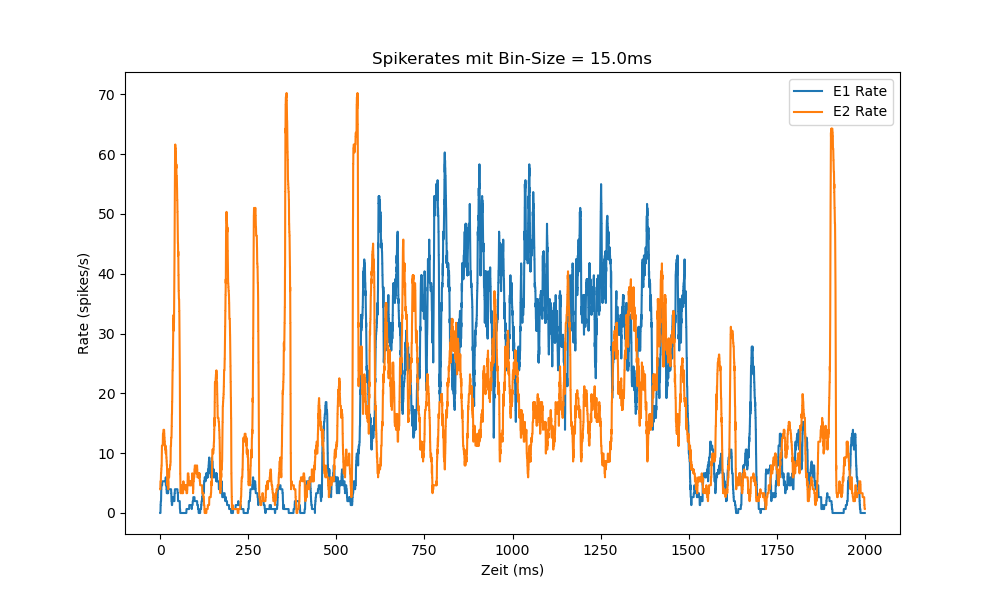 Spikerates mit Bin-Size = 15.0ms
E1 Rate
E2 Rate
Rate (spikes/s)
70
60
50
40
30
20
10
0
0 250 500 750 1000 1250 1500 1750 2000
Zeit (ms)